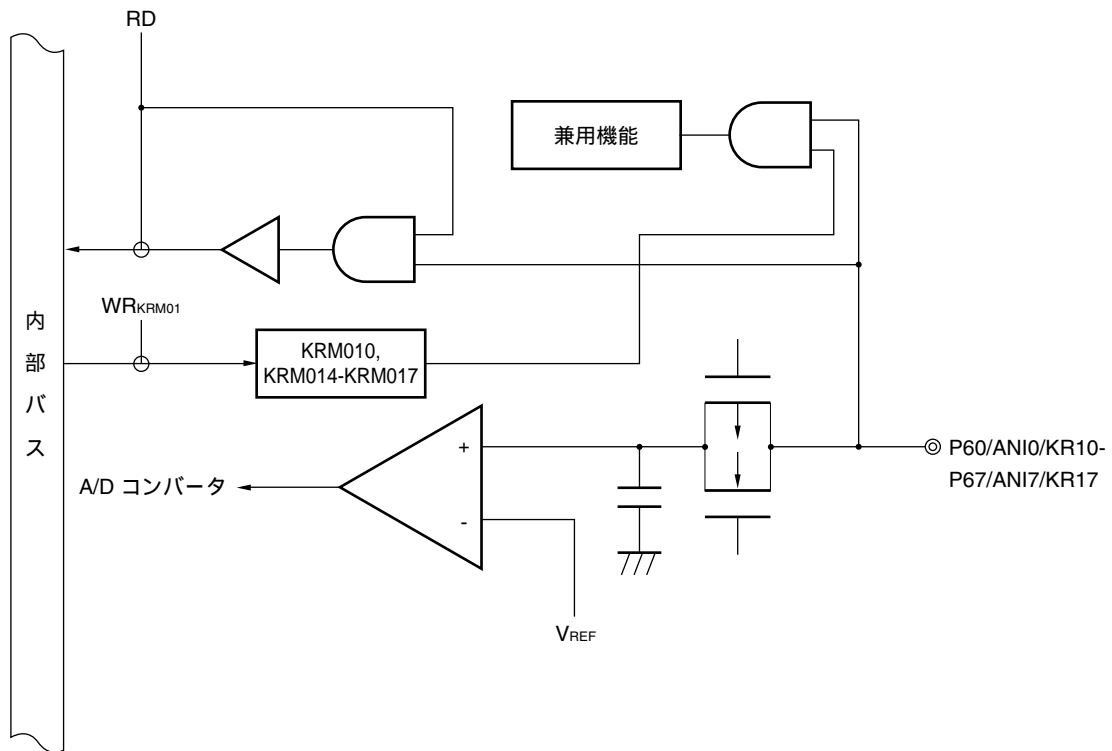 RD
兼用機能
WRKRM01
内部バス
KRM010,
KRM014-KRM017
+
P60/ANI0/KR10-
P67/ANI7/KR17
A/D コンバータ
-
VREF